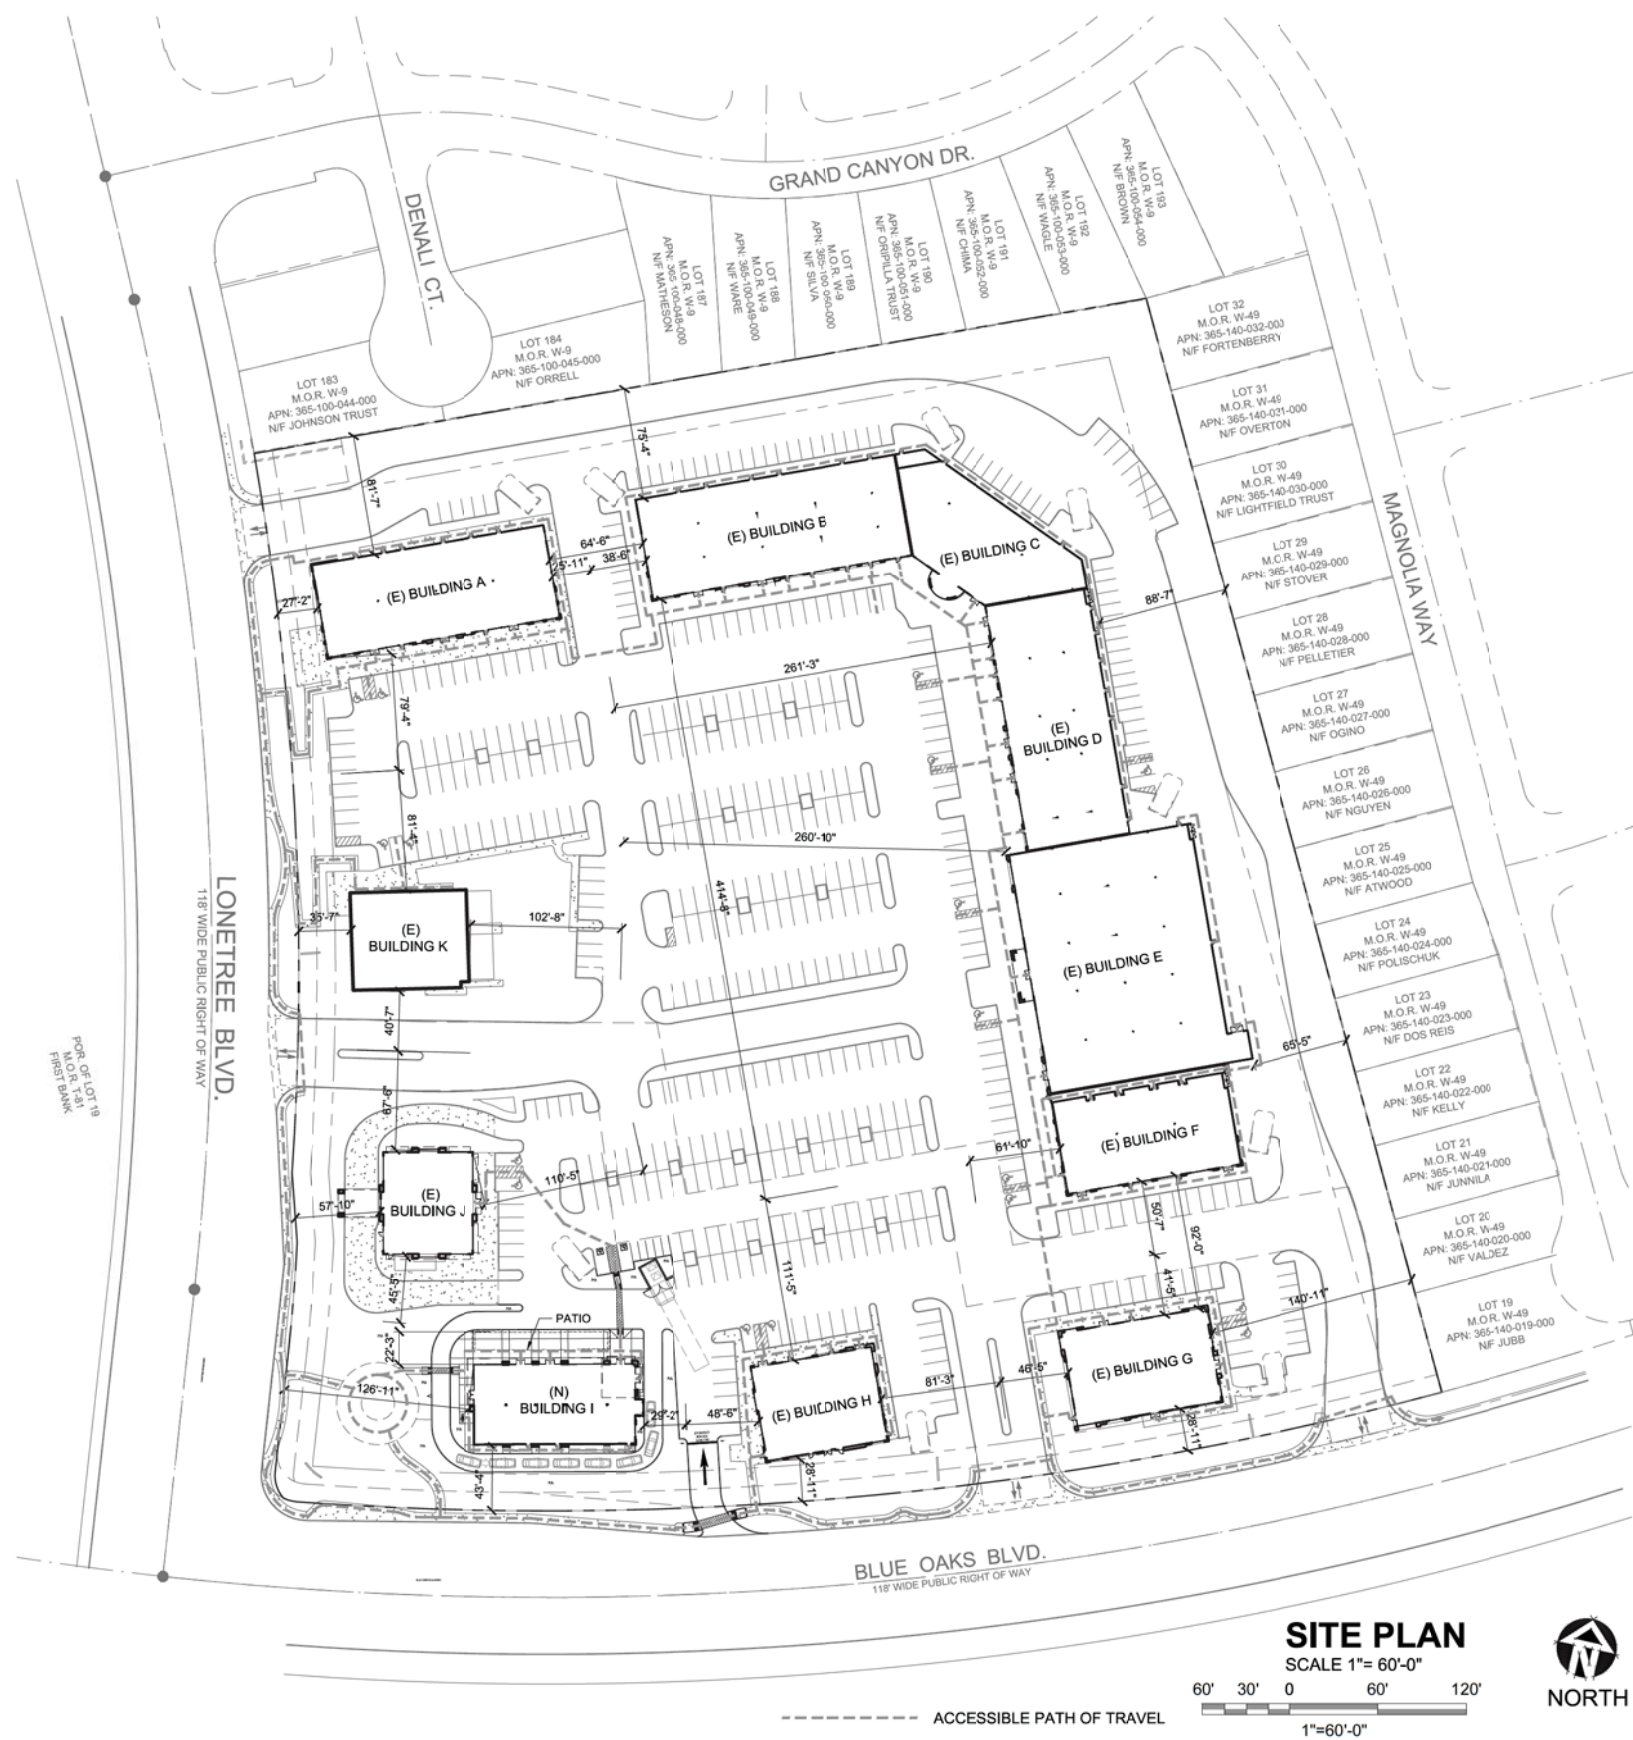 GRAND CANYON DR.
DENALI CT.
LOT 193
M.O.R. W-9
APN: 365-100-054-000
N/F BROWN
LOT 192
M.O.R. W-9
APN: 365-100-053-000
N/F WAGLE
LOT 191
M.O.R. W-9
APN: 365-100-052-000
N/F CHIMA
LOT 190
M.O.R. W-9
APN: 365-100-051-000
N/F ORIPILLA TRUST
LOT 189
M.O.R. W-9
APN: 365-100-050-000
N/F SILVA
LOT 188
M.O.R. W-9
APN: 365-100-049-000
N/F WARE
LOT 187
M.O.R. W-9
APN: 365-100-048-000
N/F MATHESON
LOT 184
M.O.R. W-9
APN: 365-100-045-000
N/F ORRELL
LOT 183
M.O.R. W-9
APN: 365-100-044-000
N/F JOHNSON TRUST
LOT 32
M.O.R. W-49
APN: 365-140-032-000
N/F FORTENBERRY
LOT 31
M.O.R. W-49
APN: 365-140-031-000
N/F OVERTON
LOT 30
M.O.R. W-49
APN: 365-140-030-000
N/F LIGHTFIELD TRUST
LOT 29
M.O.R. W-49
APN: 365-140-029-000
N/F STOVER
LOT 28
M.O.R. W-49
APN: 365-140-028-000
N/F PELLETIER
LOT 27
M.O.R. W-49
APN: 365-140-027-000
N/F OGINO
LOT 26
M.O.R. W-49
APN: 365-140-026-000
N/F NGUYEN
LOT 25
M.O.R. W-49
APN: 365-140-025-000
N/F ATWOOD
LOT 24
M.O.R. W-49
APN: 365-140-024-000
N/F POLISCHUK
LOT 23
M.O.R. W-49
APN: 365-140-023-000
N/F DOS REIS
LOT 22
M.O.R. W-49
APN: 365-140-022-000
N/F KELLY
LOT 21
M.O.R. W-49
APN: 365-140-021-000
N/F JUNNILA
LOT 20
M.O.R. W-49
APN: 365-140-020-000
N/F VALDEZ
LOT 19
M.O.R. W-49
APN: 365-140-019-000
N/F JUBB
MAGNOLIA WAY
75'-4"
81'-7"
(E) BUILDING A
(E) BUILDING B
(E) BUILDING C
64'-6"
38'-6"
27'-2"
88'-7"
261'-3"
79'-4"
(E)
BUILDING D
81'-4"
260'-10"
414'-8"
35'-7"
(E)
BUILDING K
102'-8"
(E) BUILDING E
40'-7"
65'-5"
67'-6"
61'-10"
(E) BUILDING F
57'-10"
(E)
BUILDING J
110'-5"
50'-7"
92'-0"
45'-5"
111'-5"
41'-5"
140'-11"
PATIO
22'-3"
126'-11"
(N)
BUILDING I
29'-2"
48'-6"
(E) BUILDING H
81'-3"
46'-5"
(E) BUILDING G
43'-4"
28'-11"
28'-11"
LONETREE BLVD.
118' WIDE PUBLIC RIGHT OF WAY
POR. OF LOT 19
M.O.R. T-81
FIRST BANK
BLUE OAKS BLVD.
118' WIDE PUBLIC RIGHT OF WAY
SITE PLAN
SCALE 1"= 60'-0"
60' 30' 0 60' 120'
1"=60'-0"
ACCESSIBLE PATH OF TRAVEL
N
NORTH